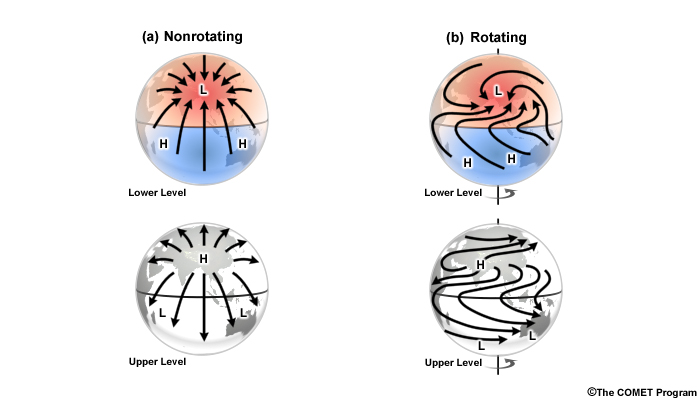 (a) Nonrotating
(b) Rotating
L
H
H
Lower Level
L
H
H
Lower Level
H
L
L
Upper Level
H
L
L
Upper Level
©The COMET Program